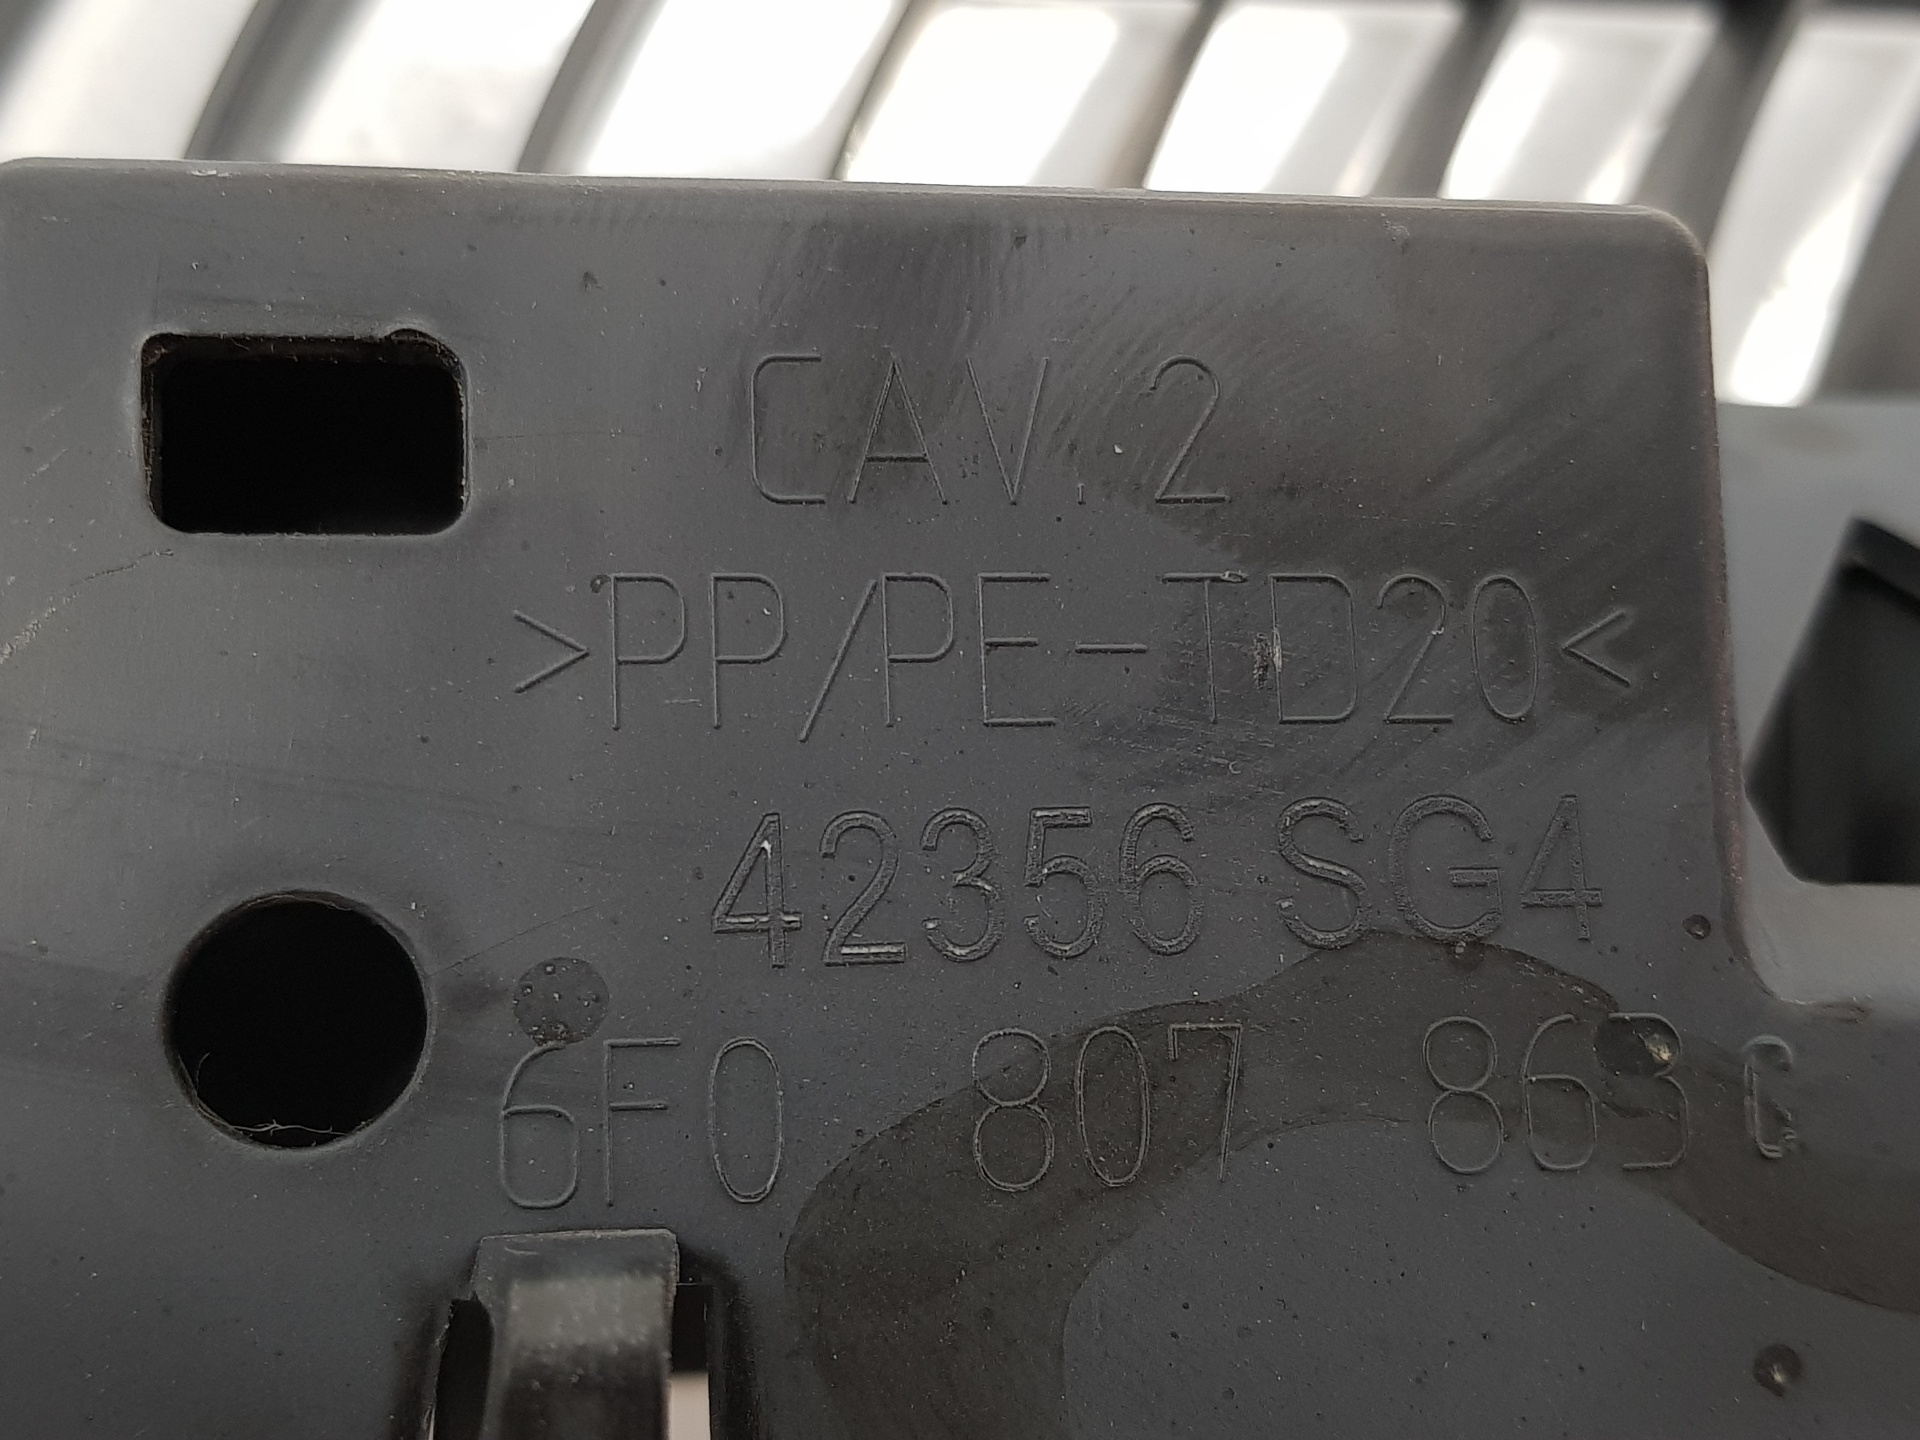 CAV. 2
>PP/PE-TD20<
42356 SG4
6F0 807 863 C